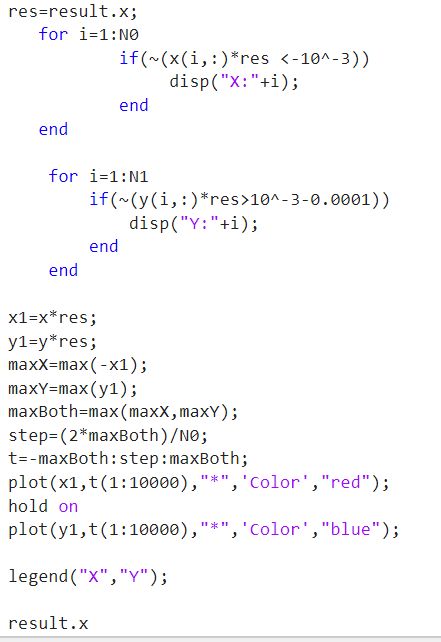 res=result.x;
for i=1:N0
if(~(x(i,:)*res <-10^-3))
disp("X:"+i);
end
end
for i=1:N1
if(~(y(i,:)*res>10^-3-0.0001))
disp("Y:"+i);
end
end
x1=x*res;
y1=y*res;
maxX=max(-x1);
maxY=max(y1);
maxBoth=max(maxX,maxY);
step=(2*maxBoth)/N0;
t=-maxBoth:step:maxBoth;
plot(x1,t(1:10000),"*",'Color',"red");
hold on
plot(y1,t(1:10000),"*",'Color',"blue");
legend("X","Y");
result.x